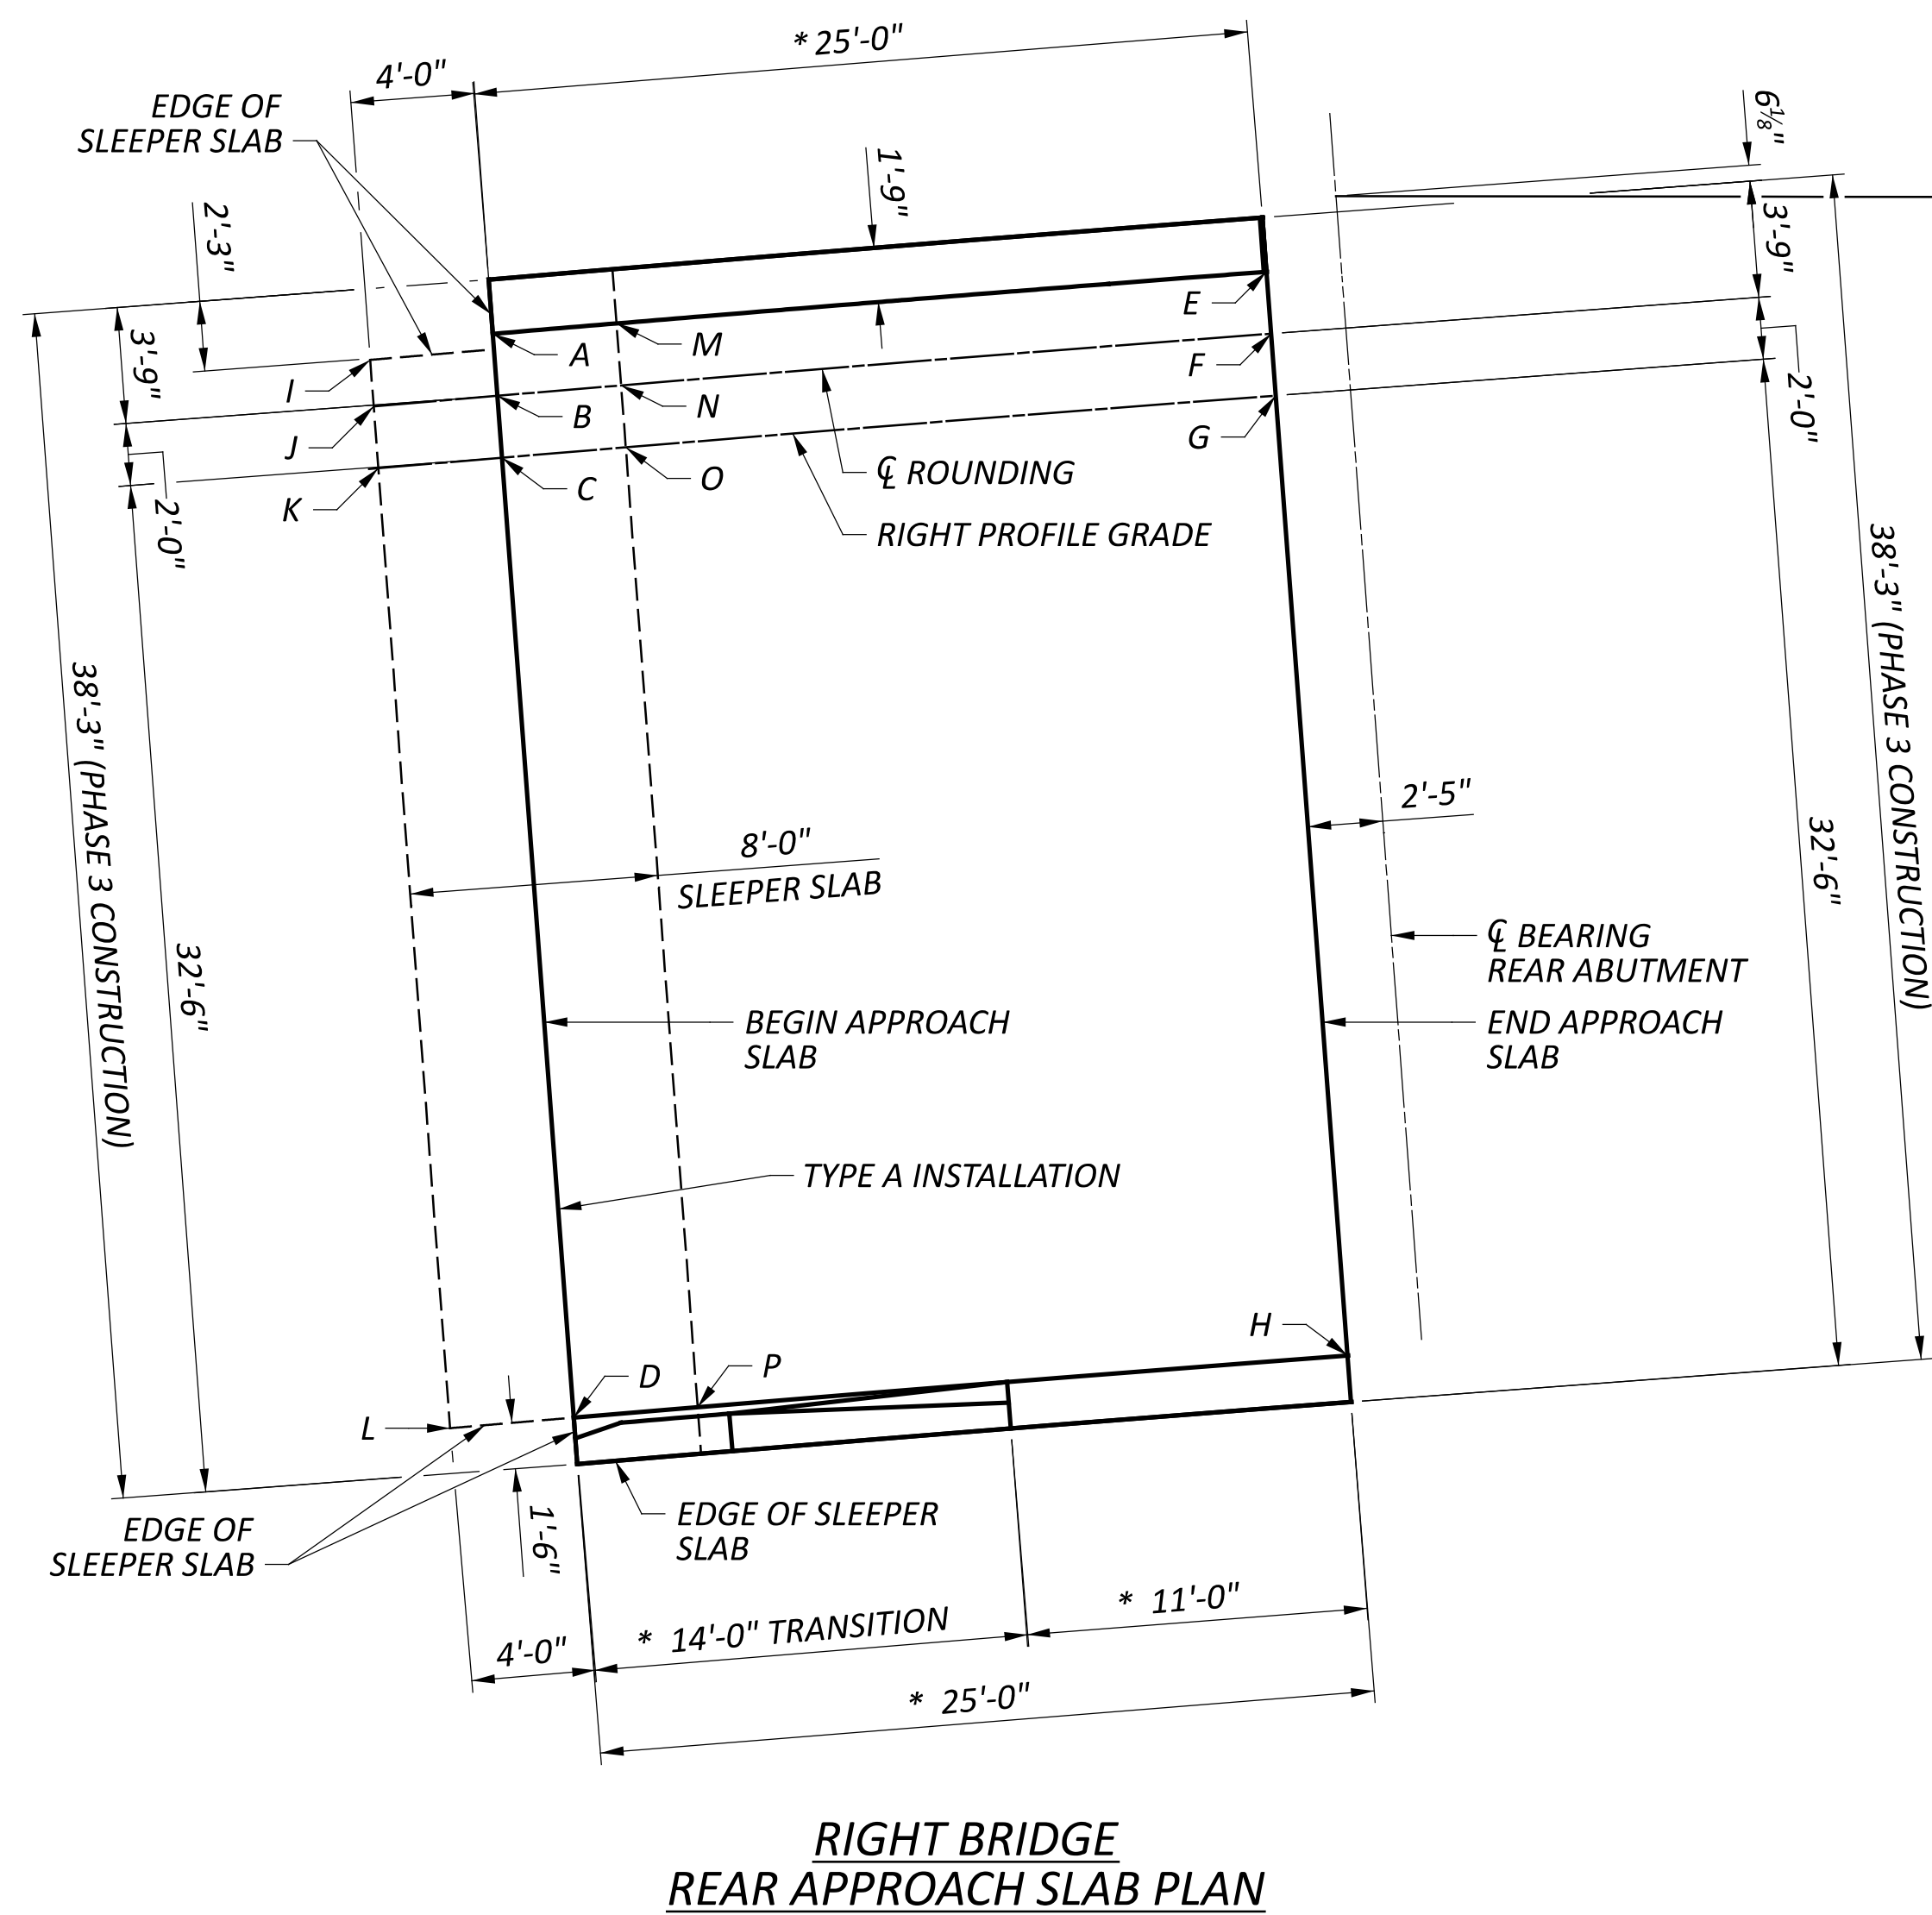 * 25'-0"
4'-0"
6⅛"
EDGE OF
SLEEPER SLAB
1'-9"
2'-3"
3'-9"
E
3'-9"
A
M
F
I
B
N
2'-0"
J
G
C
O
℄ ROUNDING
K
2'-0"
RIGHT PROFILE GRADE
38'-3" (PHASE 3 CONSTRUCTION)
38'-3" (PHASE 3 CONSTRUCTION)
2'-5"
8'-0"
SLEEPER SLAB
32'-6"
32'-6"
℄ BEARING
REAR ABUTMENT
BEGIN APPROACH
SLAB
END APPROACH
SLAB
TYPE A INSTALLATION
H
D
P
L
EDGE OF SLEEPER
SLAB
EDGE OF
SLEEPER SLAB
1'-6"
* 11'-0"
* 14'-0" TRANSITION
4'-0"
* 25'-0"
RIGHT BRIDGE
REAR APPROACH SLAB PLAN